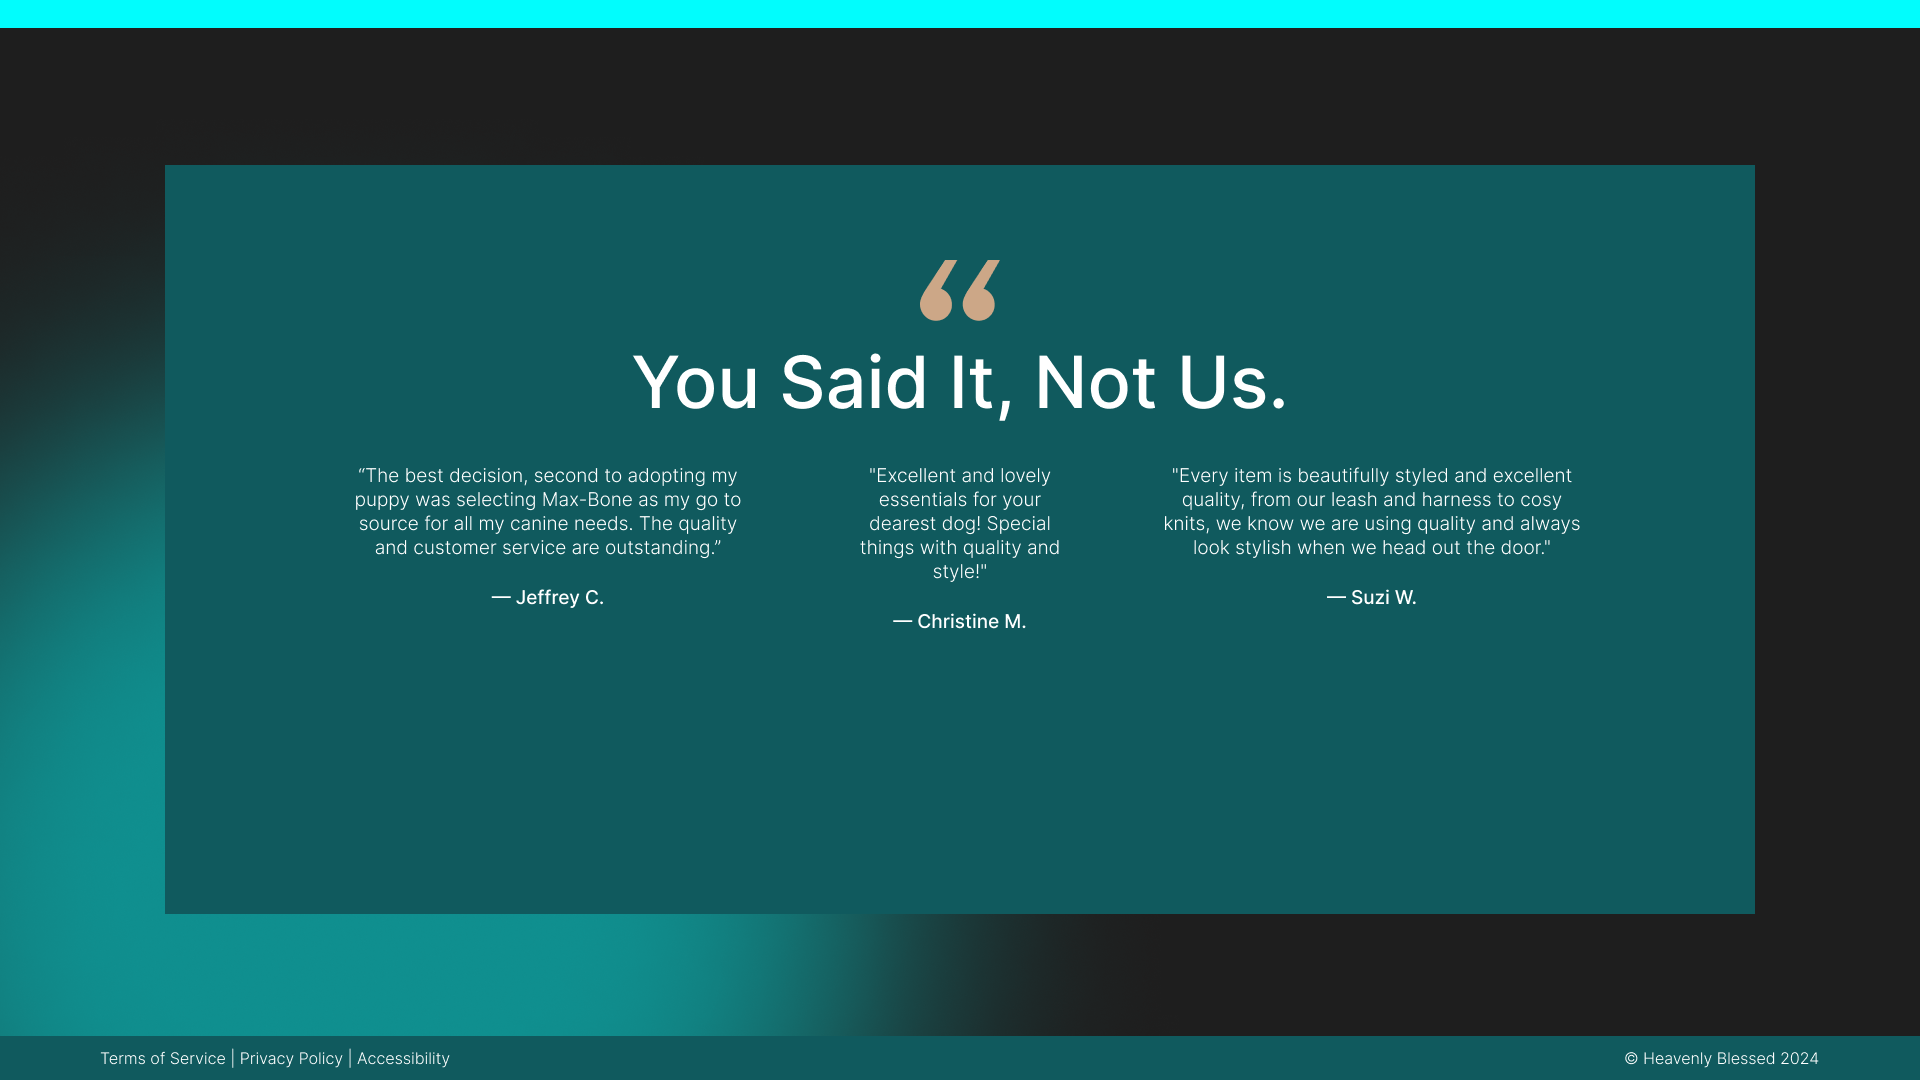 You Said It, Not Us.
“The best decision, second to adopting my
puppy was selecting Max-Bone as my go to
source for all my canine needs. The quality
and customer service are outstanding.”
— Jeffrey C.
"Excellent and lovely
essentials for your
dearest dog! Special
things with quality and
style!"
— Christine M.
"Every item is beautifully styled and excellent
quality, from our leash and harness to cosy
knits, we know we are using quality and always
look stylish when we head out the door."
— Suzi W.
Terms of Service | Privacy Policy | Accessibility
© Heavenly Blessed 2024